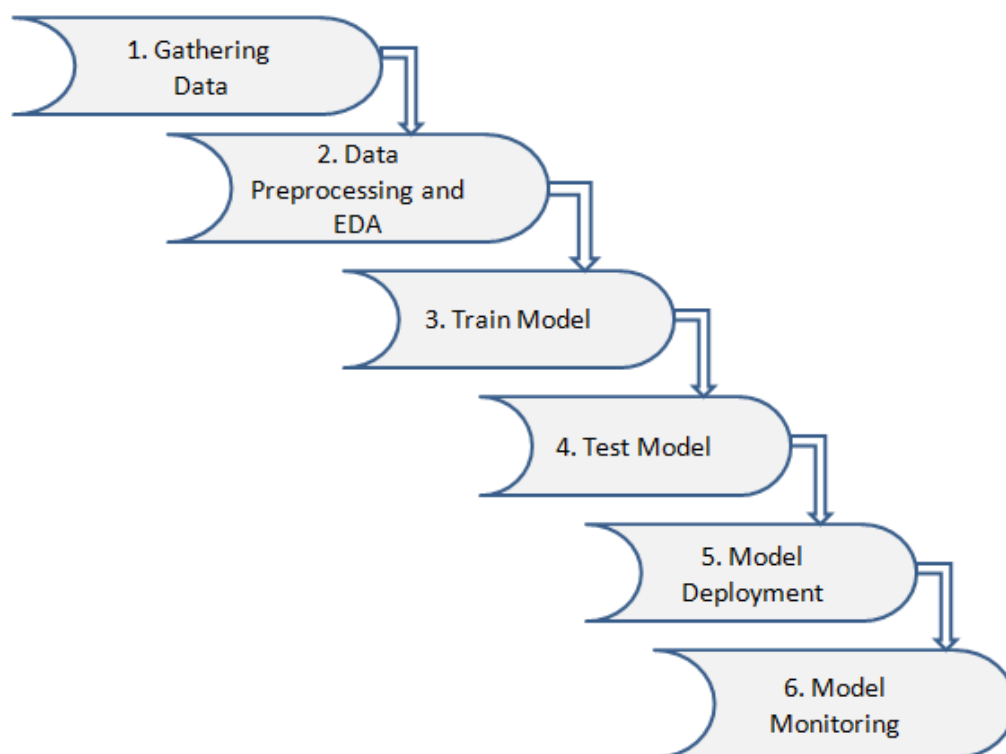 1. Gathering
Data
2. Data
Preprocessing and
EDA
3. Train Model
4. Test Model
5. Model
Deployment
6. Model
Monitoring